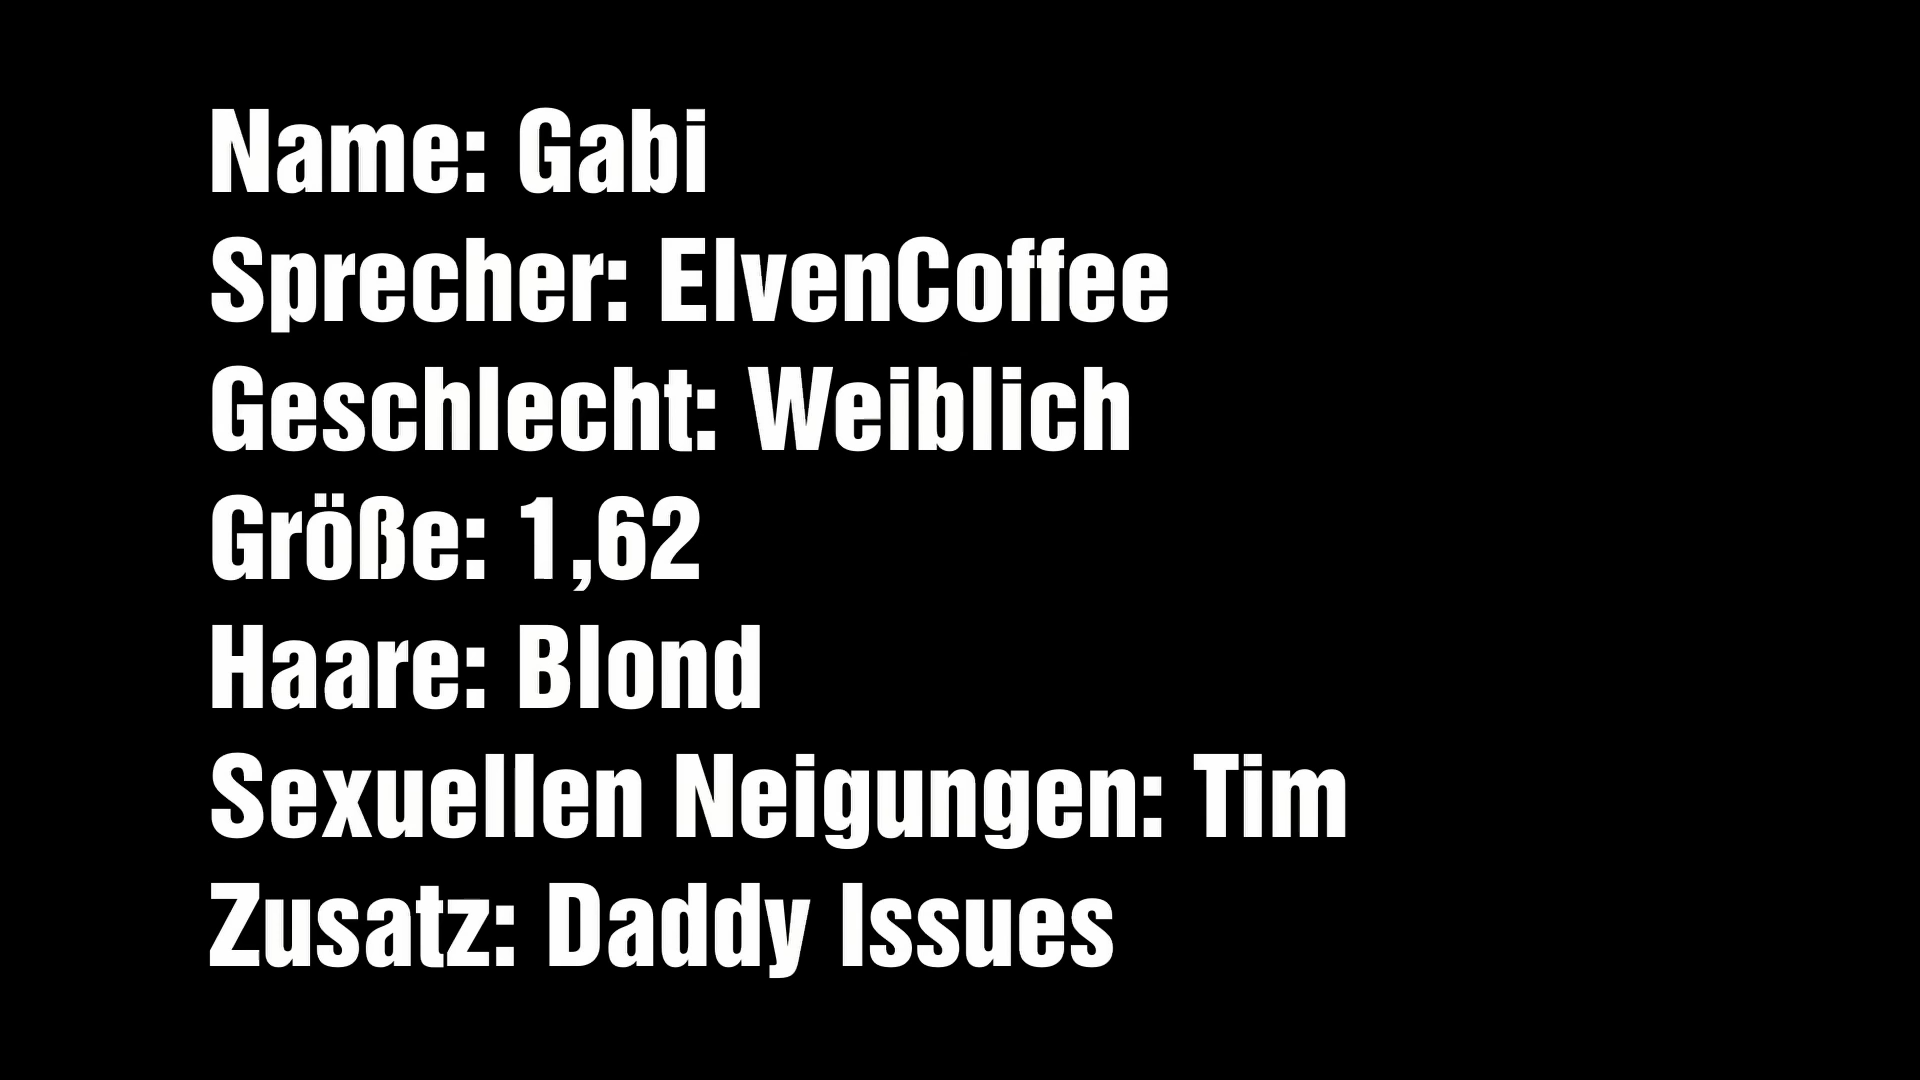 Name: Gabi
Sprecher: ElvenCoffee
Geschlecht: Weiblich
Größe: 1,62
Haare: Blond
Sexuellen Neigungen: Tim
Zusatz: Daddy Issues